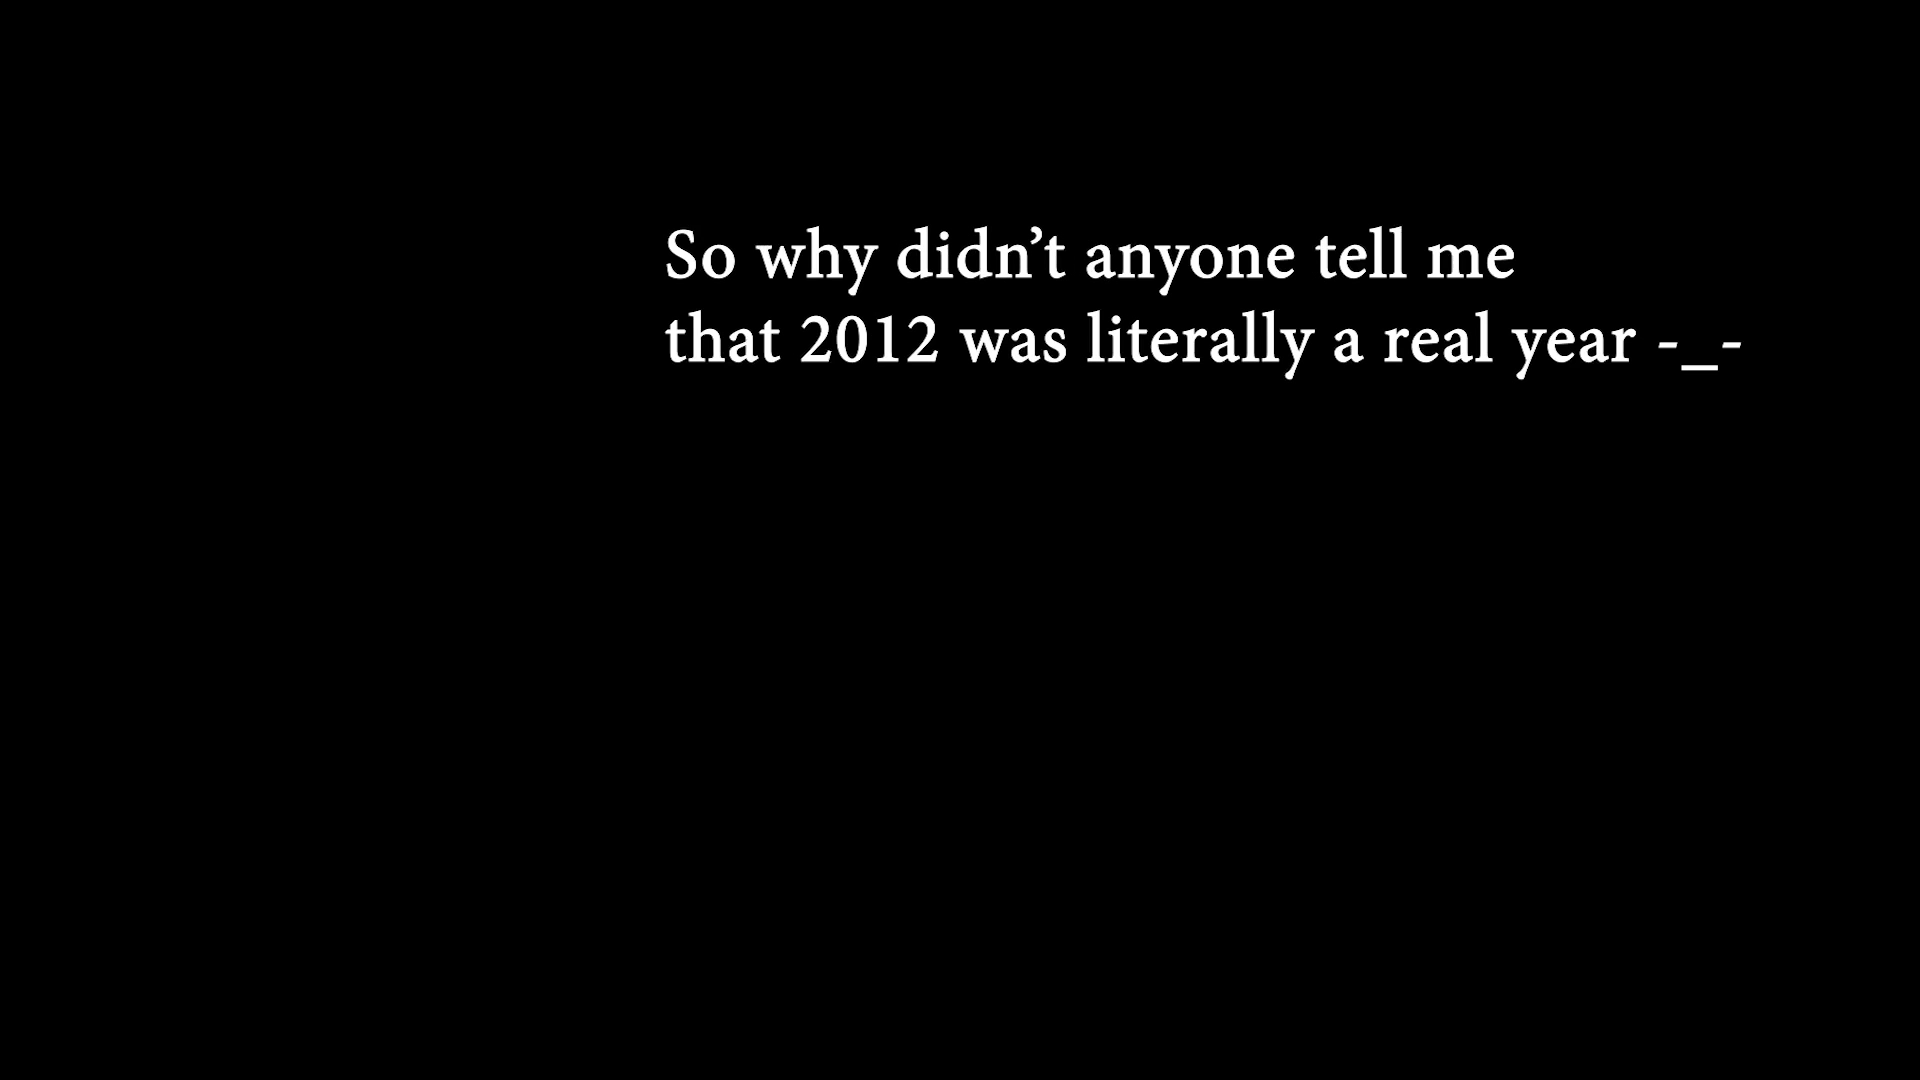 So why didn’t anyone tell me
that 2012 was literally a real year -_-